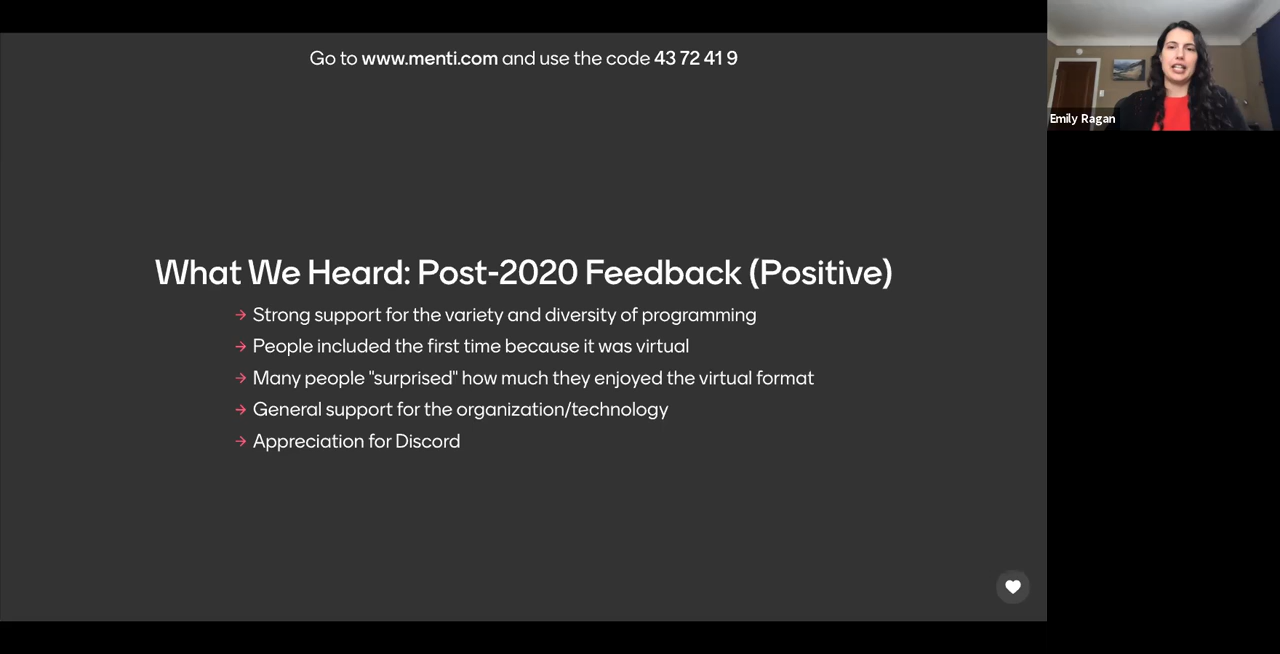 Go to www.menti.com and use the code 43 72 41 9
Emily Ragan
What We Heard: Post-2020 Feedback (Positive)
→ Strong support for the variety and diversity of programming
→ People included the first time because it was virtual
→ Many people "surprised" how much they enjoyed the virtual format
→ General support for the organization/technology
→ Appreciation for Discord